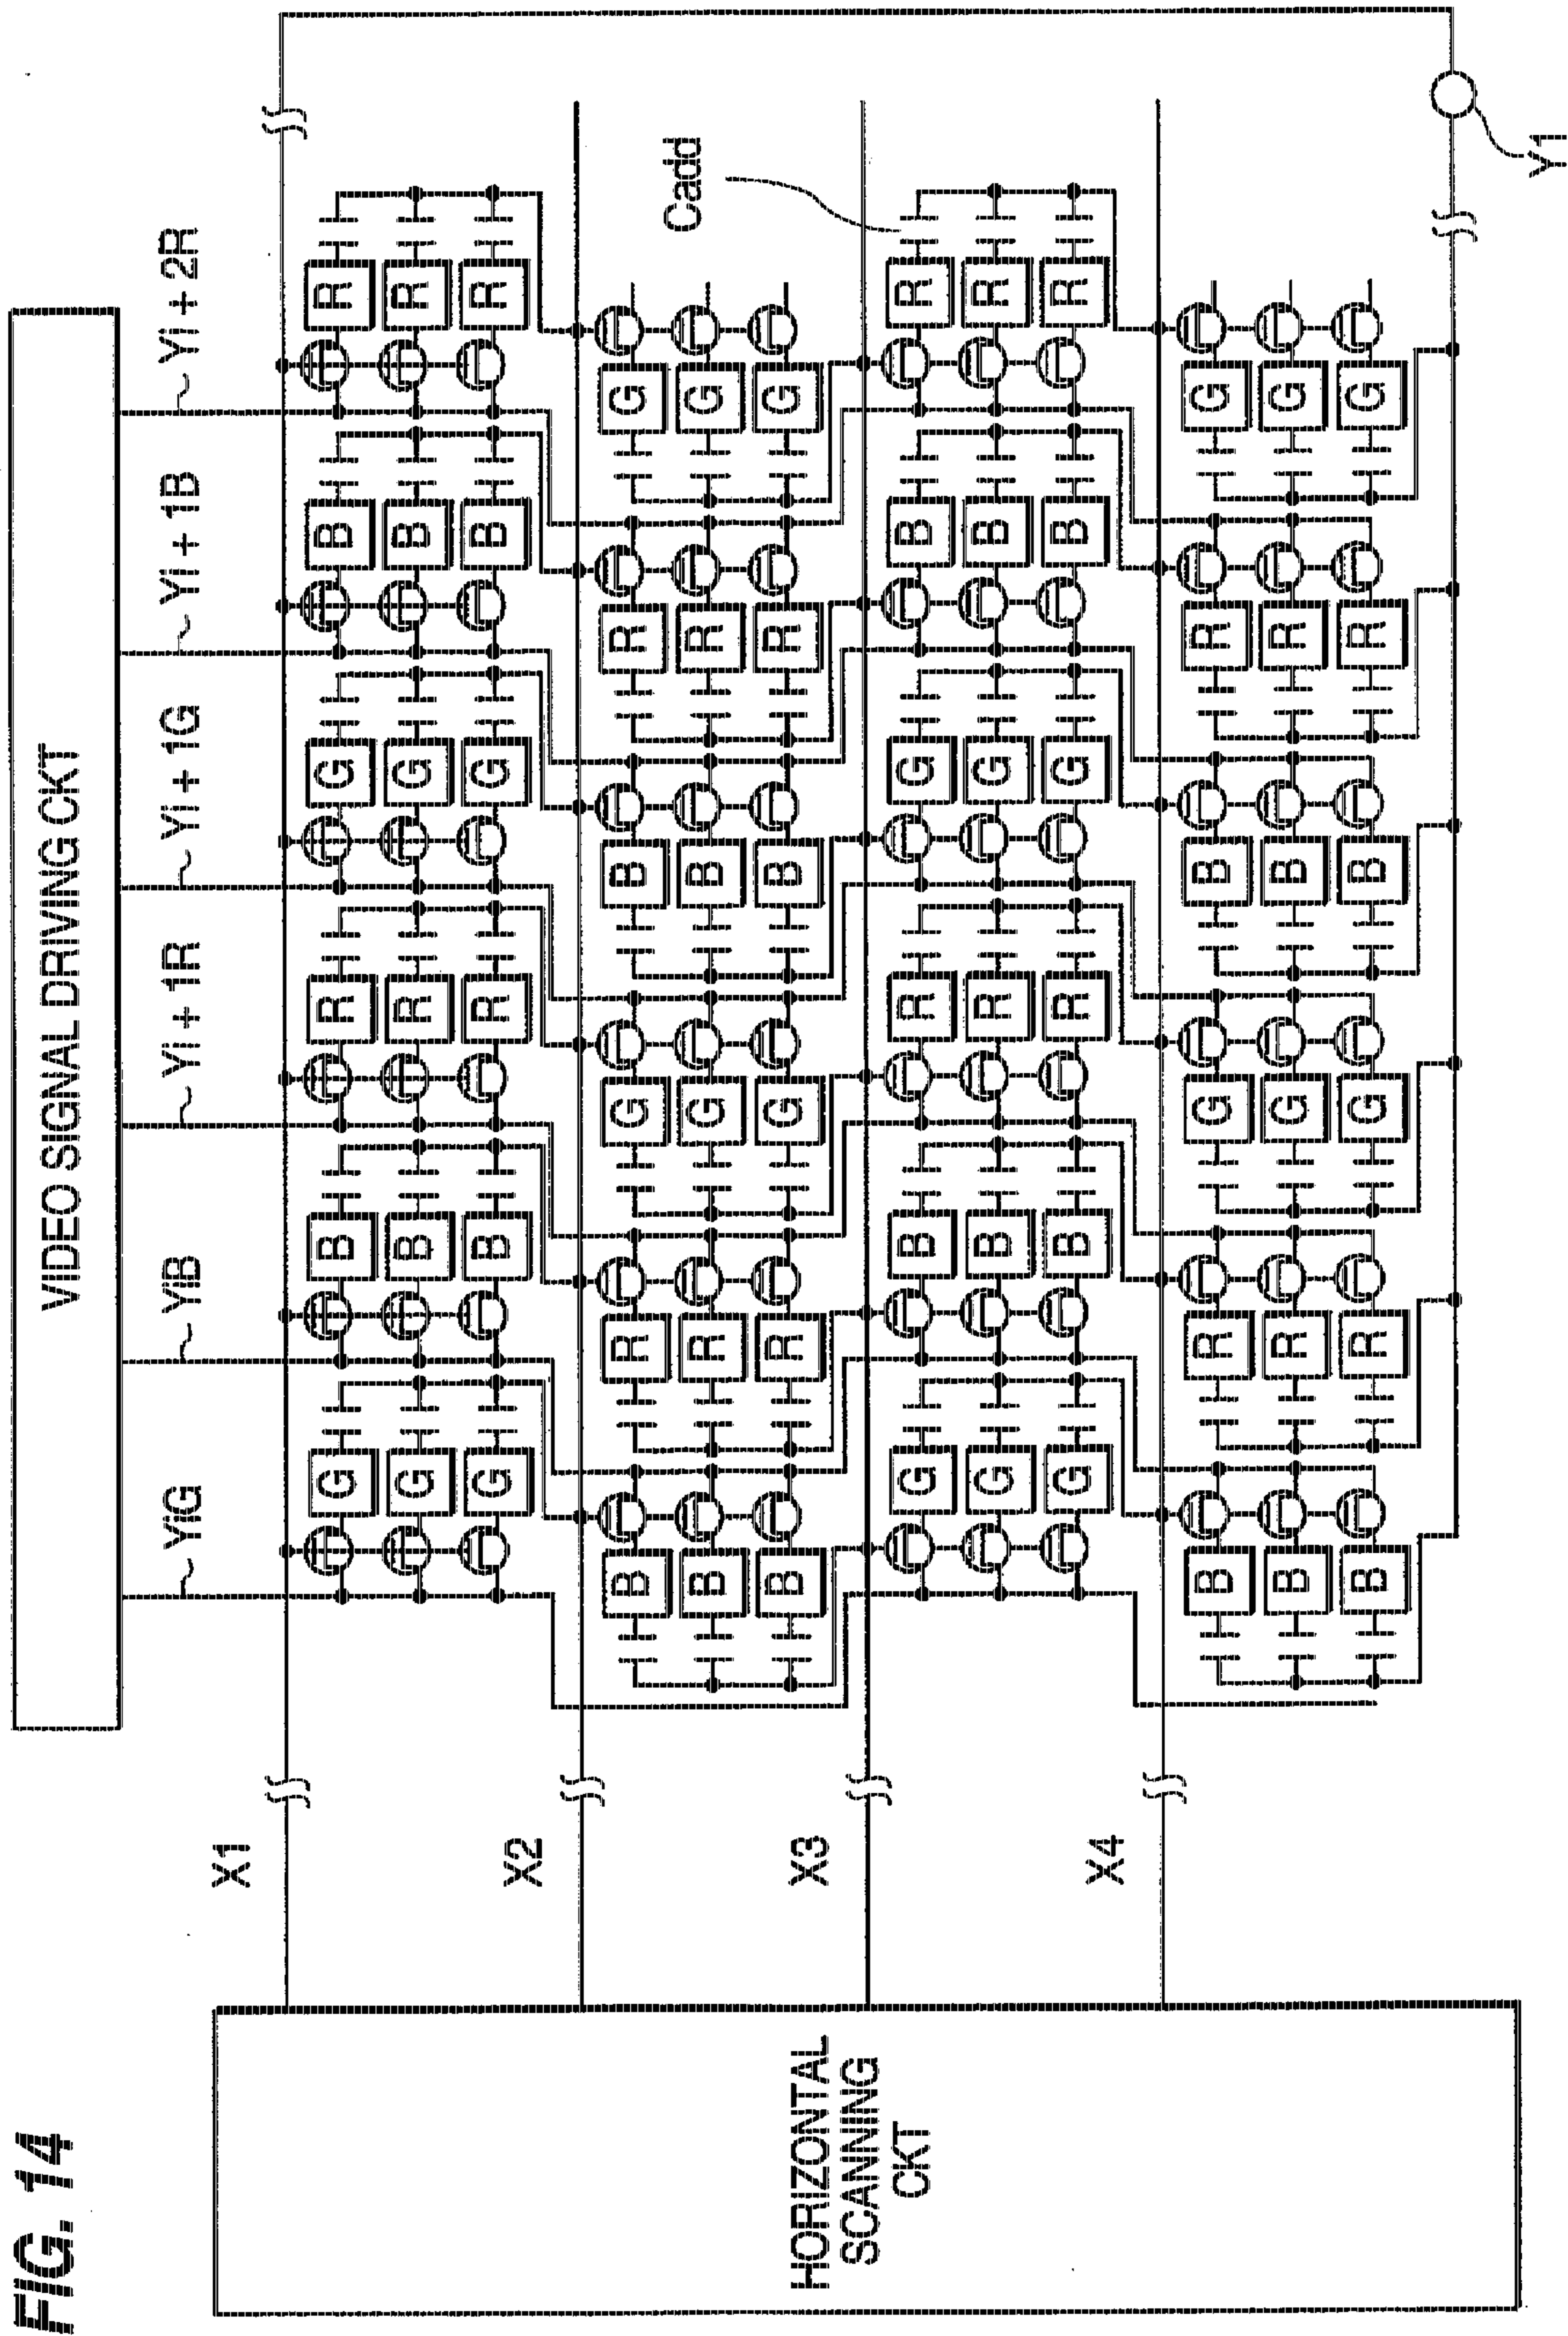 FIG. 14
VIDEO SIGNAL DRIVING CKT
YiG YiB Yi + 1R Yi + 1G Yi + 1B Yi + 2R
X1
G B R G B R
G B R G B R
G B R G B R
X2
B R G B R G
Cadd
B R G B R G
B R G B R G
HORIZONTAL
SCANNING
CKT
X3
G B R G B R
G B R G B R
G B R G B R
X4
B R G B R G
B R G B R G
B R G B R G
Y1